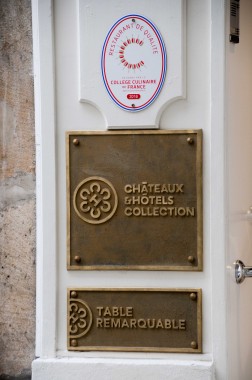 RESTAURANT DE QUALITÉ
COLLÈGE CULINAIRE
DE FRANCE
CHÂTEAUX
&HÔTELS
COLLECTION
TABLE
REMARQUABLE